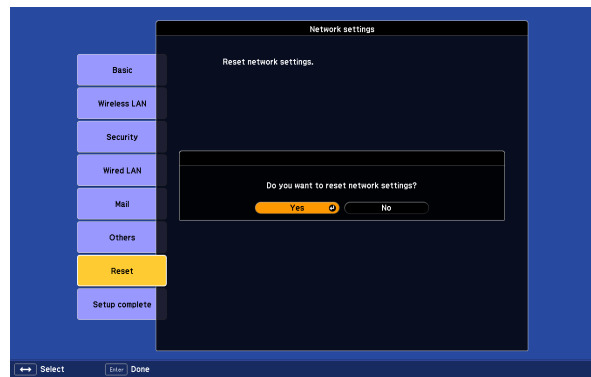 Network settings
Reset network settings.
Basic
Wireless LAN
Security
Wired LAN
Mail
Others
Reset
Setup complete
Do you want to reset network settings?
Yes No
Select Enter Done